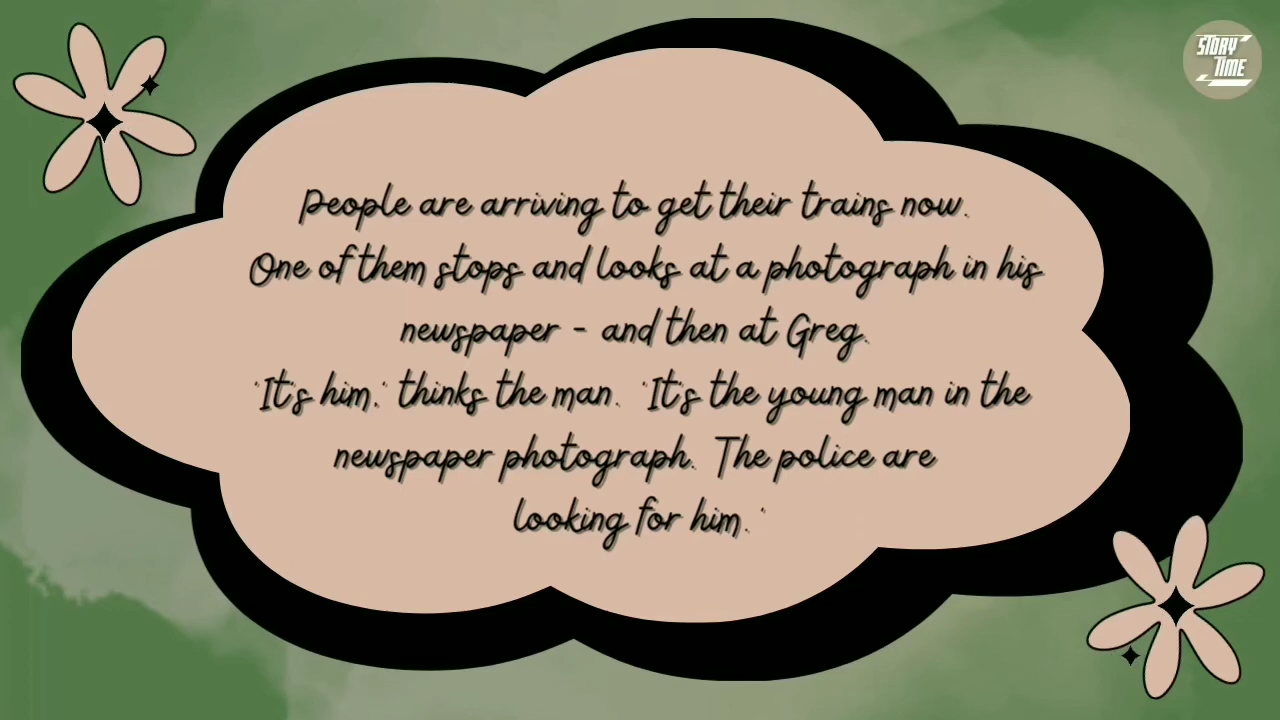 STORY
TIME
People are arriving to get their trains now.
One of them stops and looks at a photograph in his
newspaper - and then at Greg.
'It's him,' thinks the man. 'It's the young man in the
newspaper photograph. The police are
looking for him.'